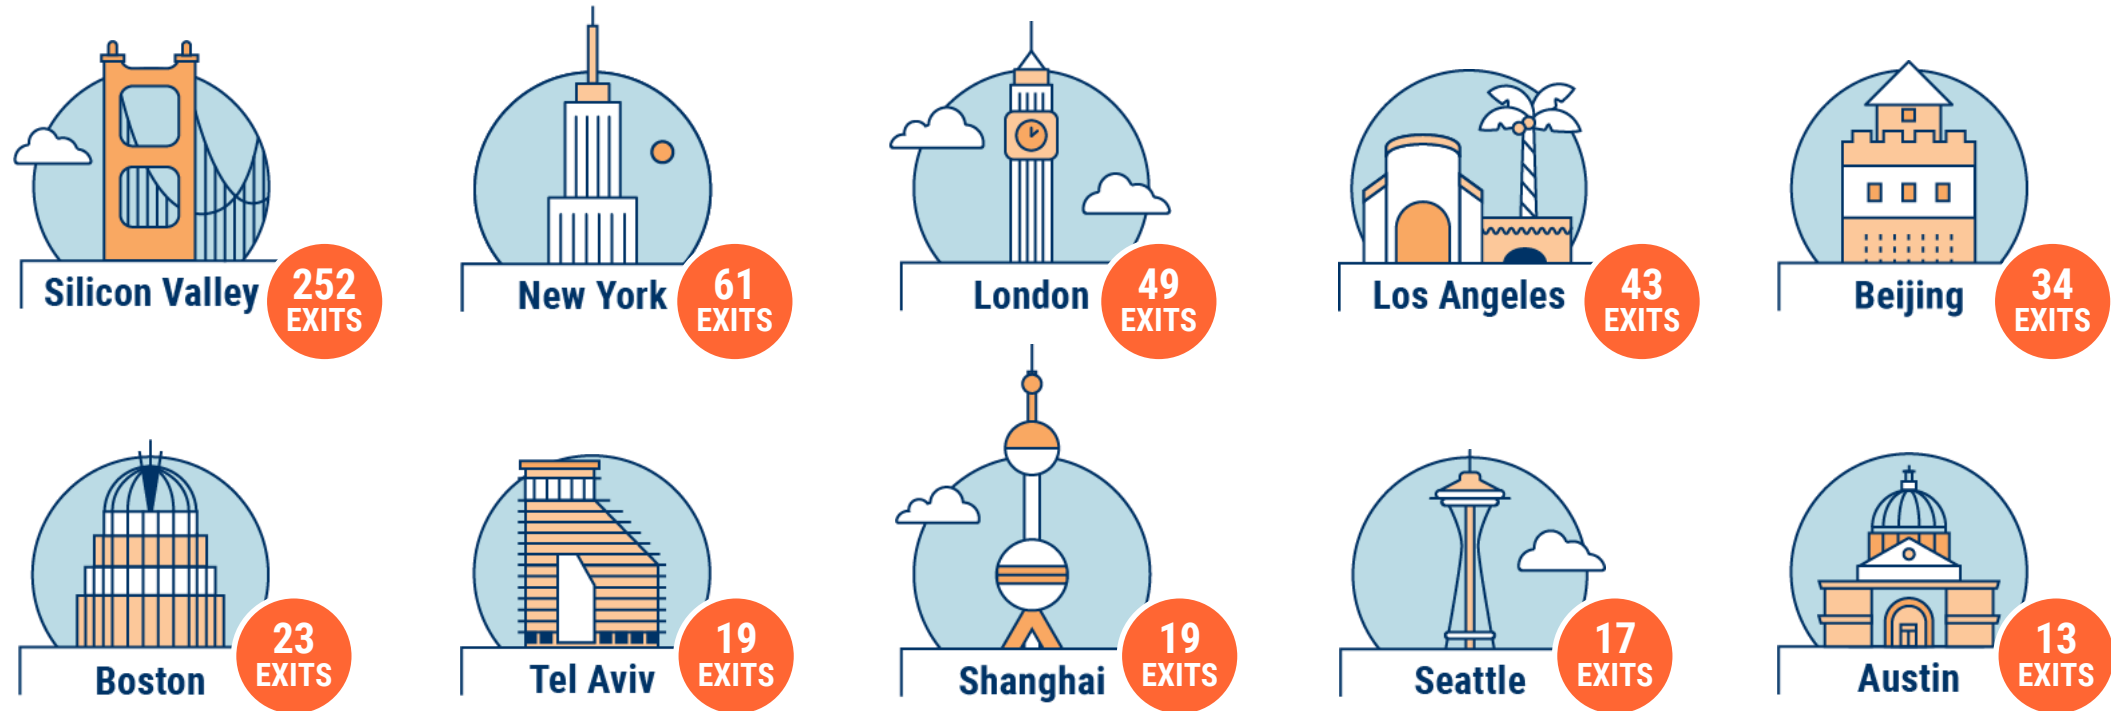 Silicon Valley
252
EXITS
New York
61
EXITS
London
49
EXITS
Los Angeles
43
EXITS
Beijing
34
EXITS
Boston
23
EXITS
Tel Aviv
19
EXITS
Shanghai
19
EXITS
Seattle
17
EXITS
Austin
13
EXITS